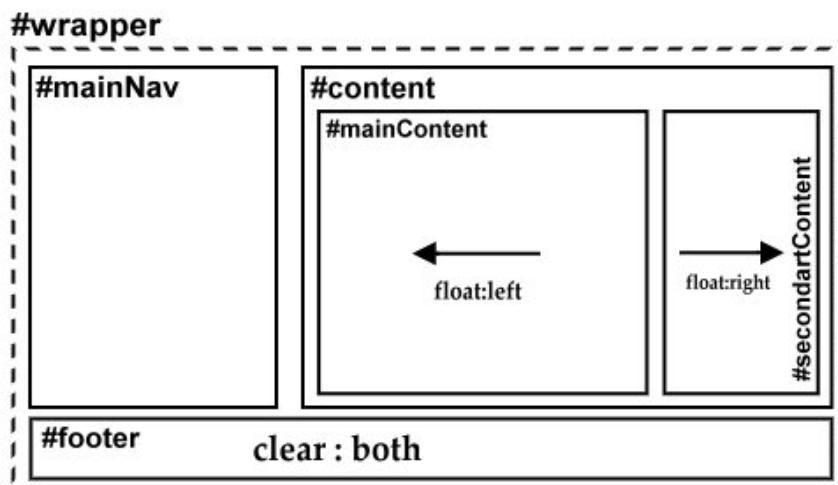 #wrapper
#mainNav
#content
#mainContent
float:left
float:right
#secondartContent
#footer
clear : both